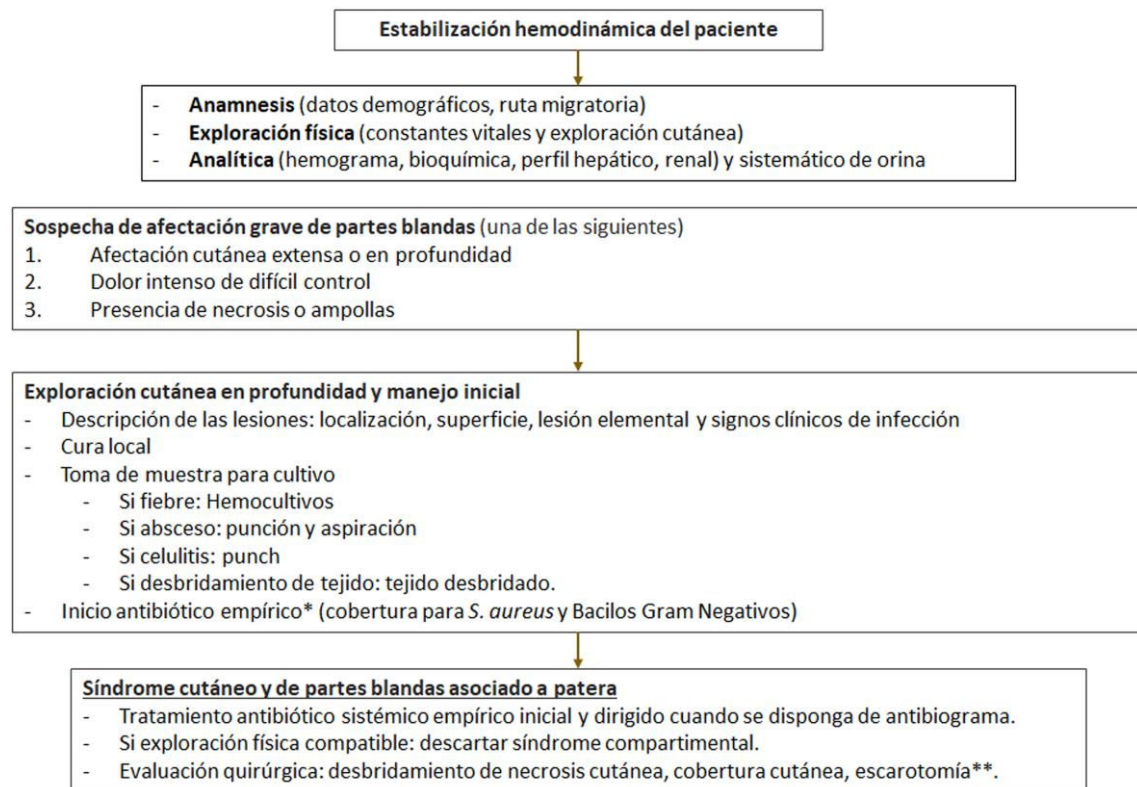 Estabilización hemodinámica del paciente
- Anamnesis (datos demográficos, ruta migratoria)
- Exploración física (constantes vitales y exploración cutánea)
- Analítica (hemograma, bioquímica, perfil hepático, renal) y sistemático de orina
Sospecha de afectación grave de partes blandas (una de las siguientes)
1. Afectación cutánea extensa o en profundidad
2. Dolor intenso de difícil control
3. Presencia de necrosis o ampollas
Exploración cutánea en profundidad y manejo inicial
- Descripción de las lesiones: localización, superficie, lesión elemental y signos clínicos de infección
- Cura local
- Toma de muestra para cultivo
- Si fiebre: Hemocultivos
- Si absceso: punción y aspiración
- Si celulitis: punch
- Si desbridamiento de tejido: tejido desbridado.
- Inicio antibiótico empírico* (cobertura para S. aureus y Bacilos Gram Negativos)
Síndrome cutáneo y de partes blandas asociado a patera
- Tratamiento antibiótico sistémico empírico inicial y dirigido cuando se disponga de antibiograma.
- Si exploración física compatible: descartar síndrome compartimental.
- Evaluación quirúrgica: desbridamiento de necrosis cutánea, cobertura cutánea, escarotomía**.